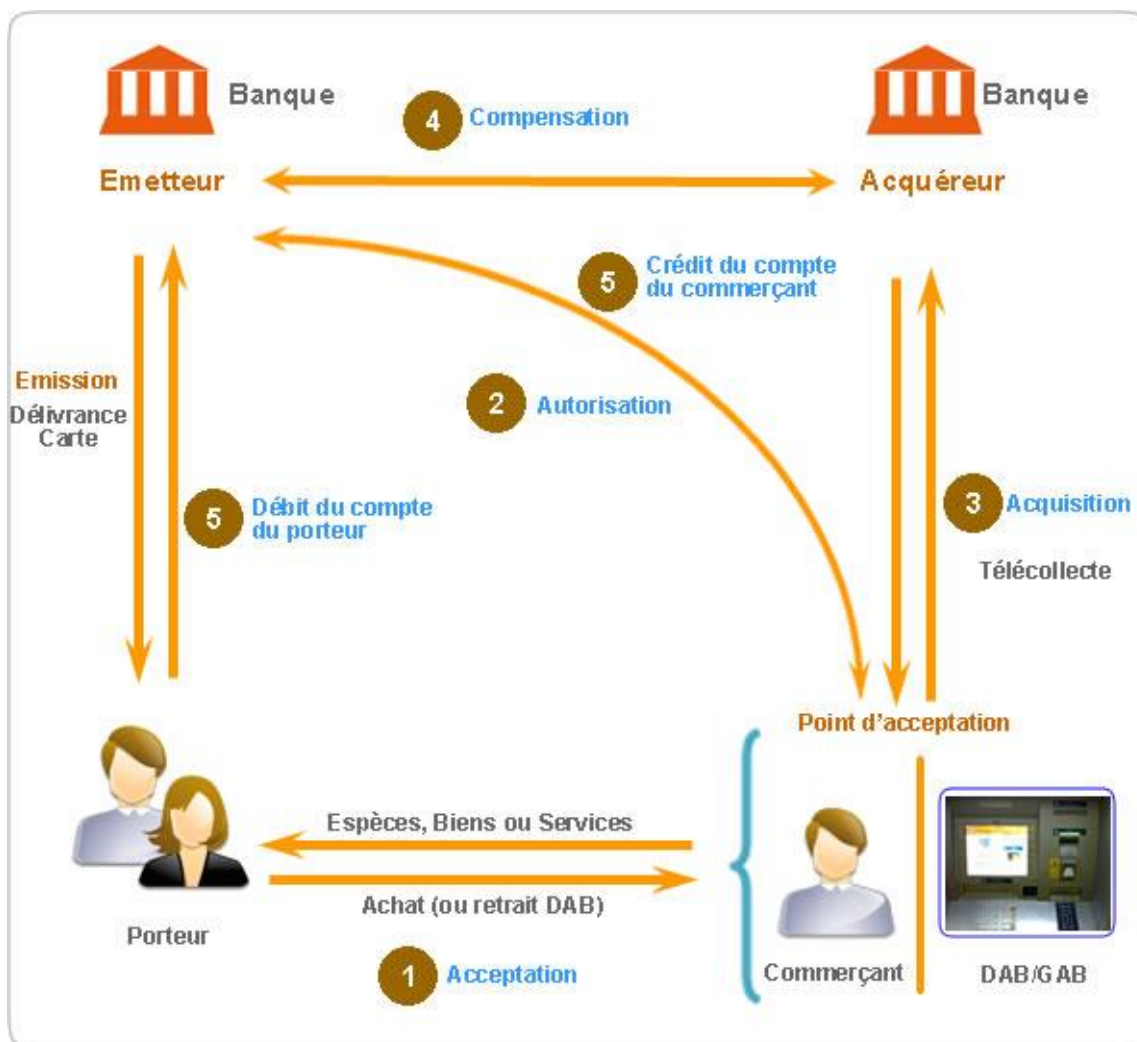 Banque
Banque
4 Compensation
Emetteur
Acquéreur
5 Crédit du compte
du commerçant
Emission
Délivrance
Carte
2 Autorisation
5 Débit du compte
du porteur
3 Acquisition
Télécollecte
Point d'acceptation
Espèces, Biens ou Services
Achat (ou retrait DAB)
Porteur
1 Acceptation
Commerçant
DAB/GAB